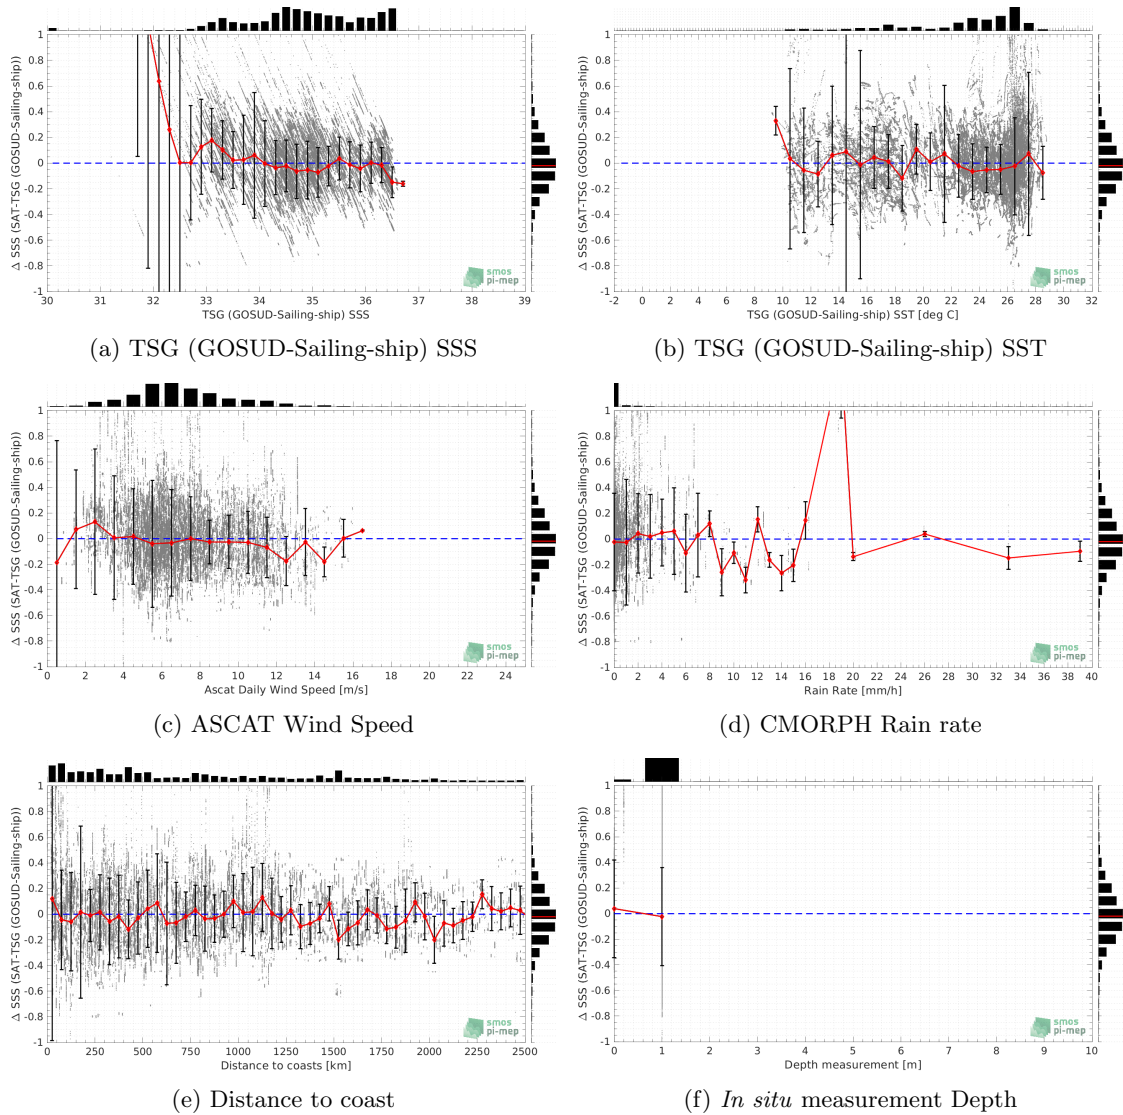 1
0.8
0.6
0.4
0.2
0
-0.2
-0.4
-0.6
-0.8
-1
Δ SSS (SAT-TSG (GOSUD-Sailing-ship))
30 31 32 33 34 35 36 37 38 39
TSG (GOSUD-Sailing-ship) SSS
smos
pi-mep
(a) TSG (GOSUD-Sailing-ship) SSS
1
0.8
0.6
0.4
0.2
0
-0.2
-0.4
-0.6
-0.8
-1
Δ SSS (SAT-TSG (GOSUD-Sailing-ship))
-2 0 2 4 6 8 10 12 14 16 18 20 22 24 26 28 30 32
TSG (GOSUD-Sailing-ship) SST [deg C]
smos
pi-mep
(b) TSG (GOSUD-Sailing-ship) SST
1
0.8
0.6
0.4
0.2
0
-0.2
-0.4
-0.6
-0.8
-1
Δ SSS (SAT-TSG (GOSUD-Sailing-ship))
0 2 4 6 8 10 12 14 16 18 20 22 24
Ascat Daily Wind Speed [m/s]
smos
pi-mep
(c) ASCAT Wind Speed
1
0.8
0.6
0.4
0.2
0
-0.2
-0.4
-0.6
-0.8
-1
Δ SSS (SAT-TSG (GOSUD-Sailing-ship))
0 2 4 6 8 10 12 14 16 18 20 22 24 26 28 30 32 34 36 38 40
Rain Rate [mm/h]
smos
pi-mep
(d) CMORPH Rain rate
1
0.8
0.6
0.4
0.2
0
-0.2
-0.4
-0.6
-0.8
-1
Δ SSS (SAT-TSG (GOSUD-Sailing-ship))
0 250 500 750 1000 1250 1500 1750 2000 2250 2500
Distance to coasts [km]
smos
pi-mep
(e) Distance to coast
1
0.8
0.6
0.4
0.2
0
-0.2
-0.4
-0.6
-0.8
-1
Δ SSS (SAT-TSG (GOSUD-Sailing-ship))
0 1 2 3 4 5 6 7 8 9 10
Depth measurement [m]
smos
pi-mep
(f) In situ measurement Depth